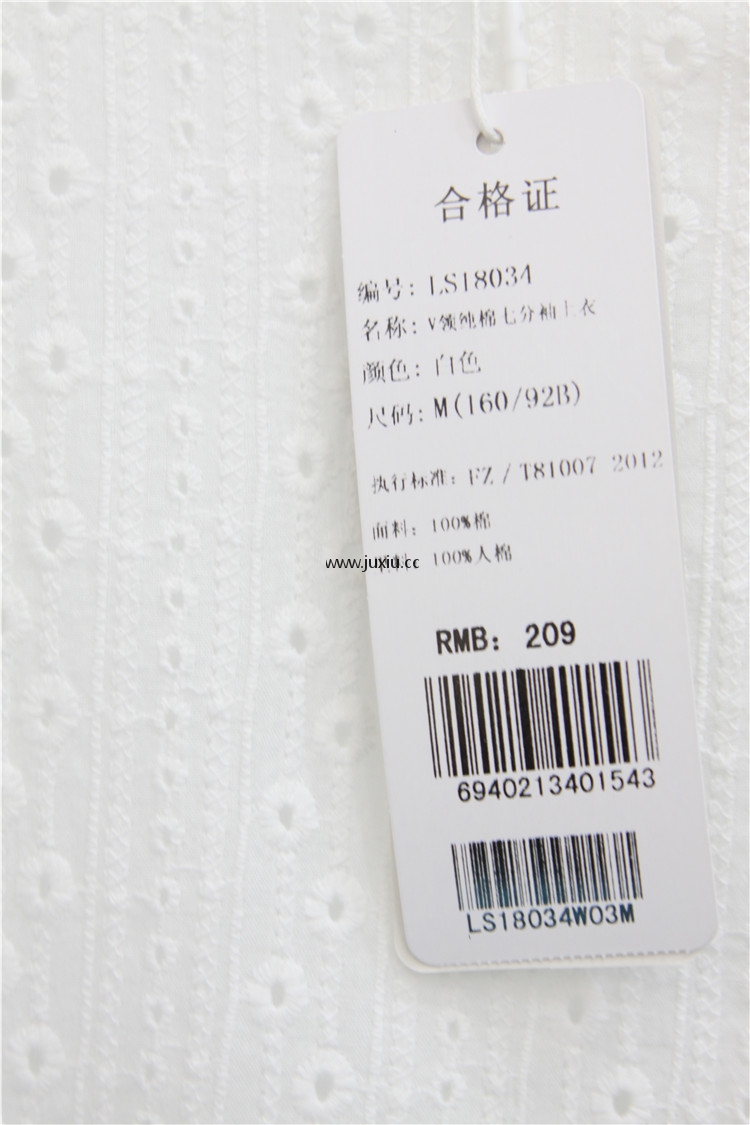 合格证
编号: LS18034
名称: V领纯棉七分袖上衣
颜色: 白色
尺码: M(160/92B)
执行标准: FZ / T81007 2012
面料: 100%棉
料: 100%人棉
www.juxiu.cc
RMB: 209
6940213401543
LS18034W03M